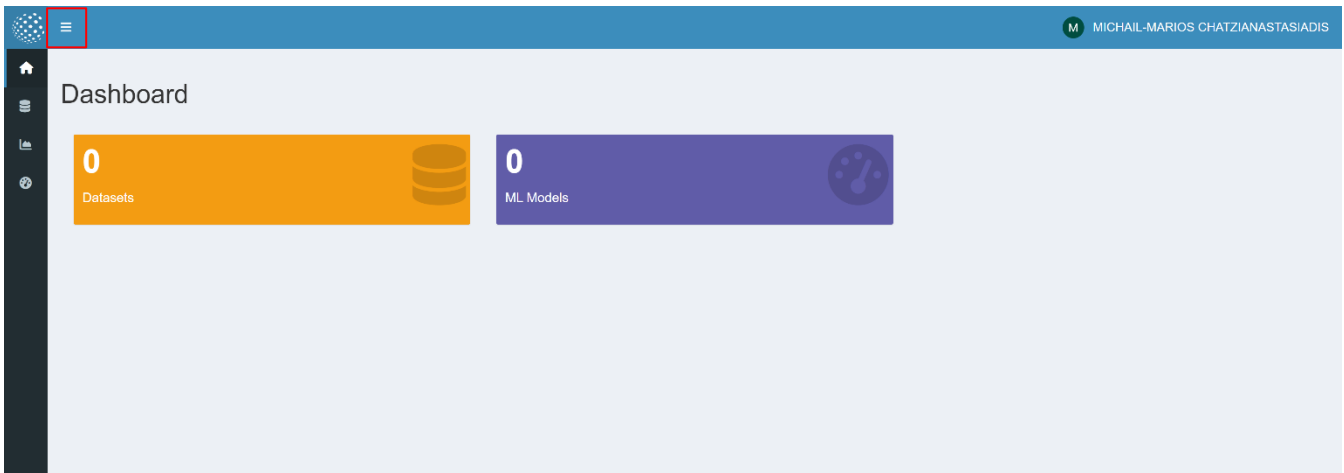 M MICHAIL-MARIOS CHATZIANASTASIADIS
Dashboard
0
Datasets
0
ML Models